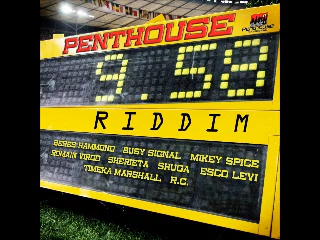 PENTHOUSE
9.58
RIDDIM
BERES HAMMOND BUSY SIGNAL MIKEY SPICE
ROMAIN VIRGO SHERIETA SHUGA ESCO LEVI
TIMEKA MARSHALL R.C.